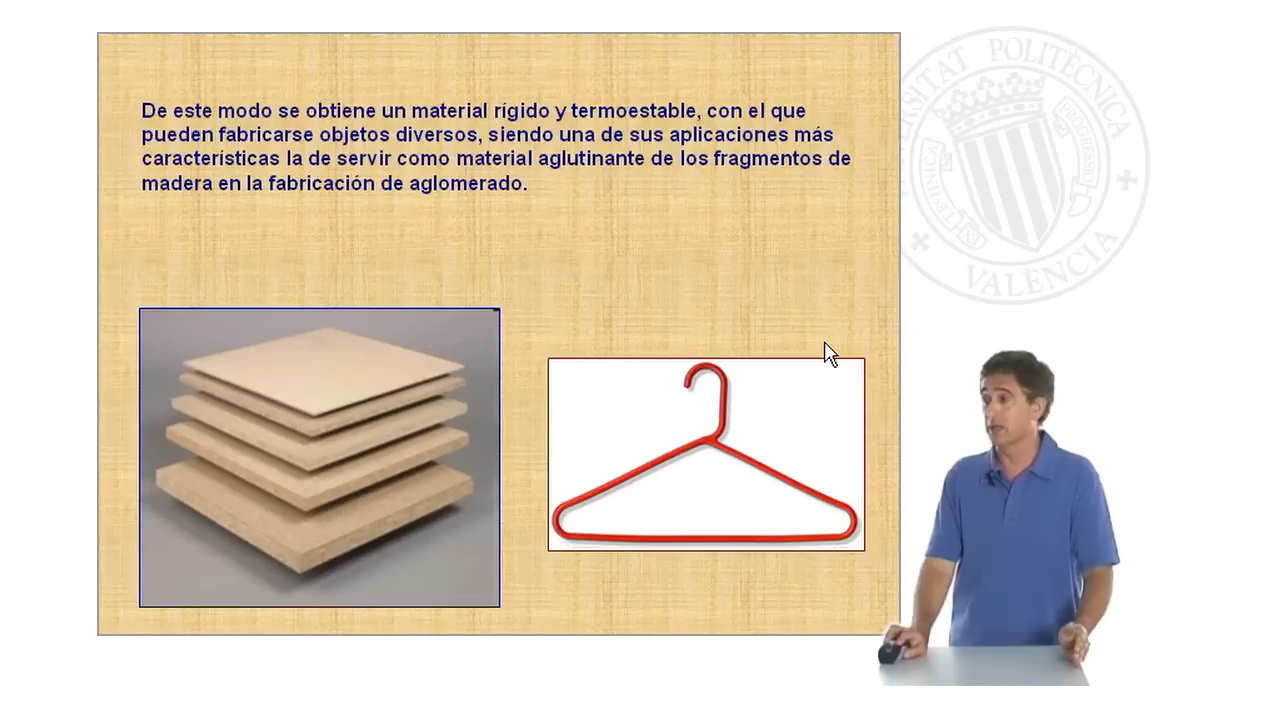 De este modo se obtiene un material rígido y termoestable, con el que
pueden fabricarse objetos diversos, siendo una de sus aplicaciones más
características la de servir como material aglutinante de los fragmentos de
madera en la fabricación de aglomerado.
POLITÈCNICA
VALÈNCIA